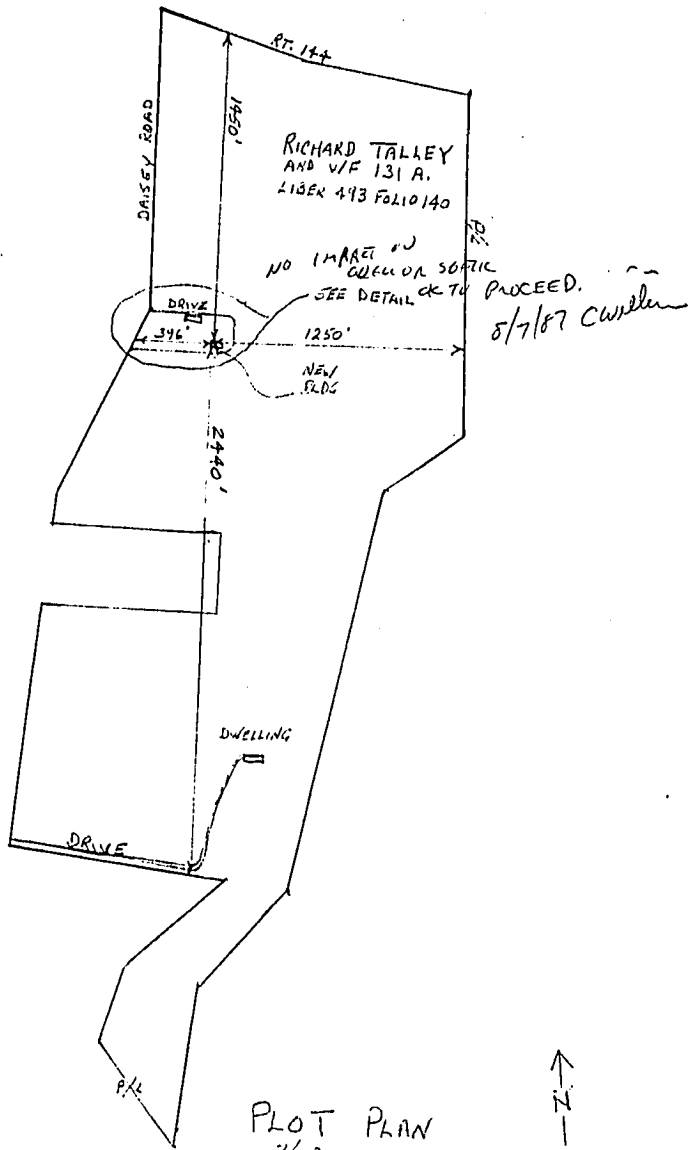 RT. 144
DAISEY ROAD
1450'
RICHARD TALLEY
AND W/F 131 A.
LIBER 493 FOLIO 140
P/L
NO IMPACT ON
WELL OR SEPTIC
SEE DETAIL OK TO PROCEED.
8/7/87
DRIVE
396'
1250'
NEW
BLDG
2440'
DWELLING
DRIVE
P/L
PLOT PLAN
N